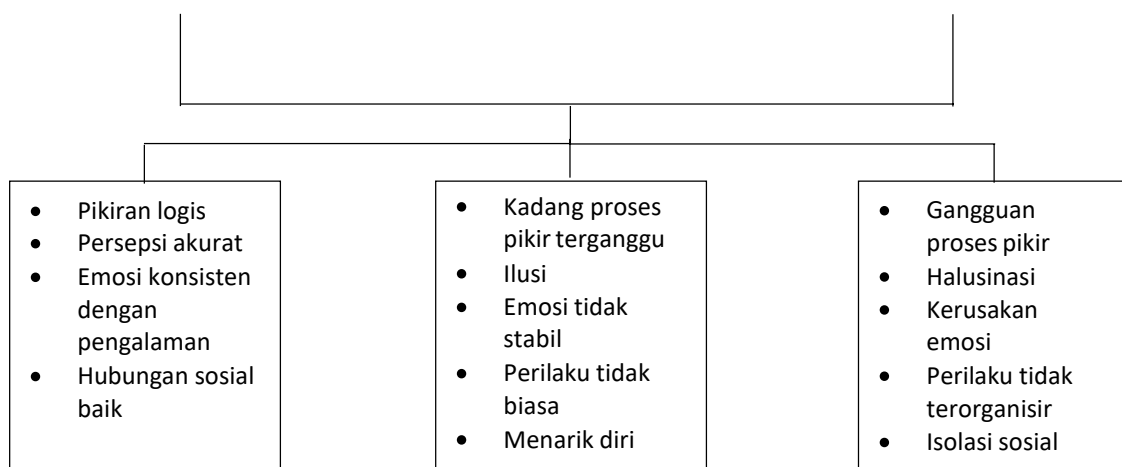 • Pikiran logis
• Persepsi akurat
• Emosi konsisten
dengan
pengalaman
• Hubungan sosial
baik
• Kadang proses
pikir terganggu
• Ilusi
• Emosi tidak
stabil
• Perilaku tidak
biasa
• Menarik diri
• Gangguan
proses pikir
• Halusinasi
• Kerusakan
emosi
• Perilaku tidak
terorganisir
• Isolasi sosial